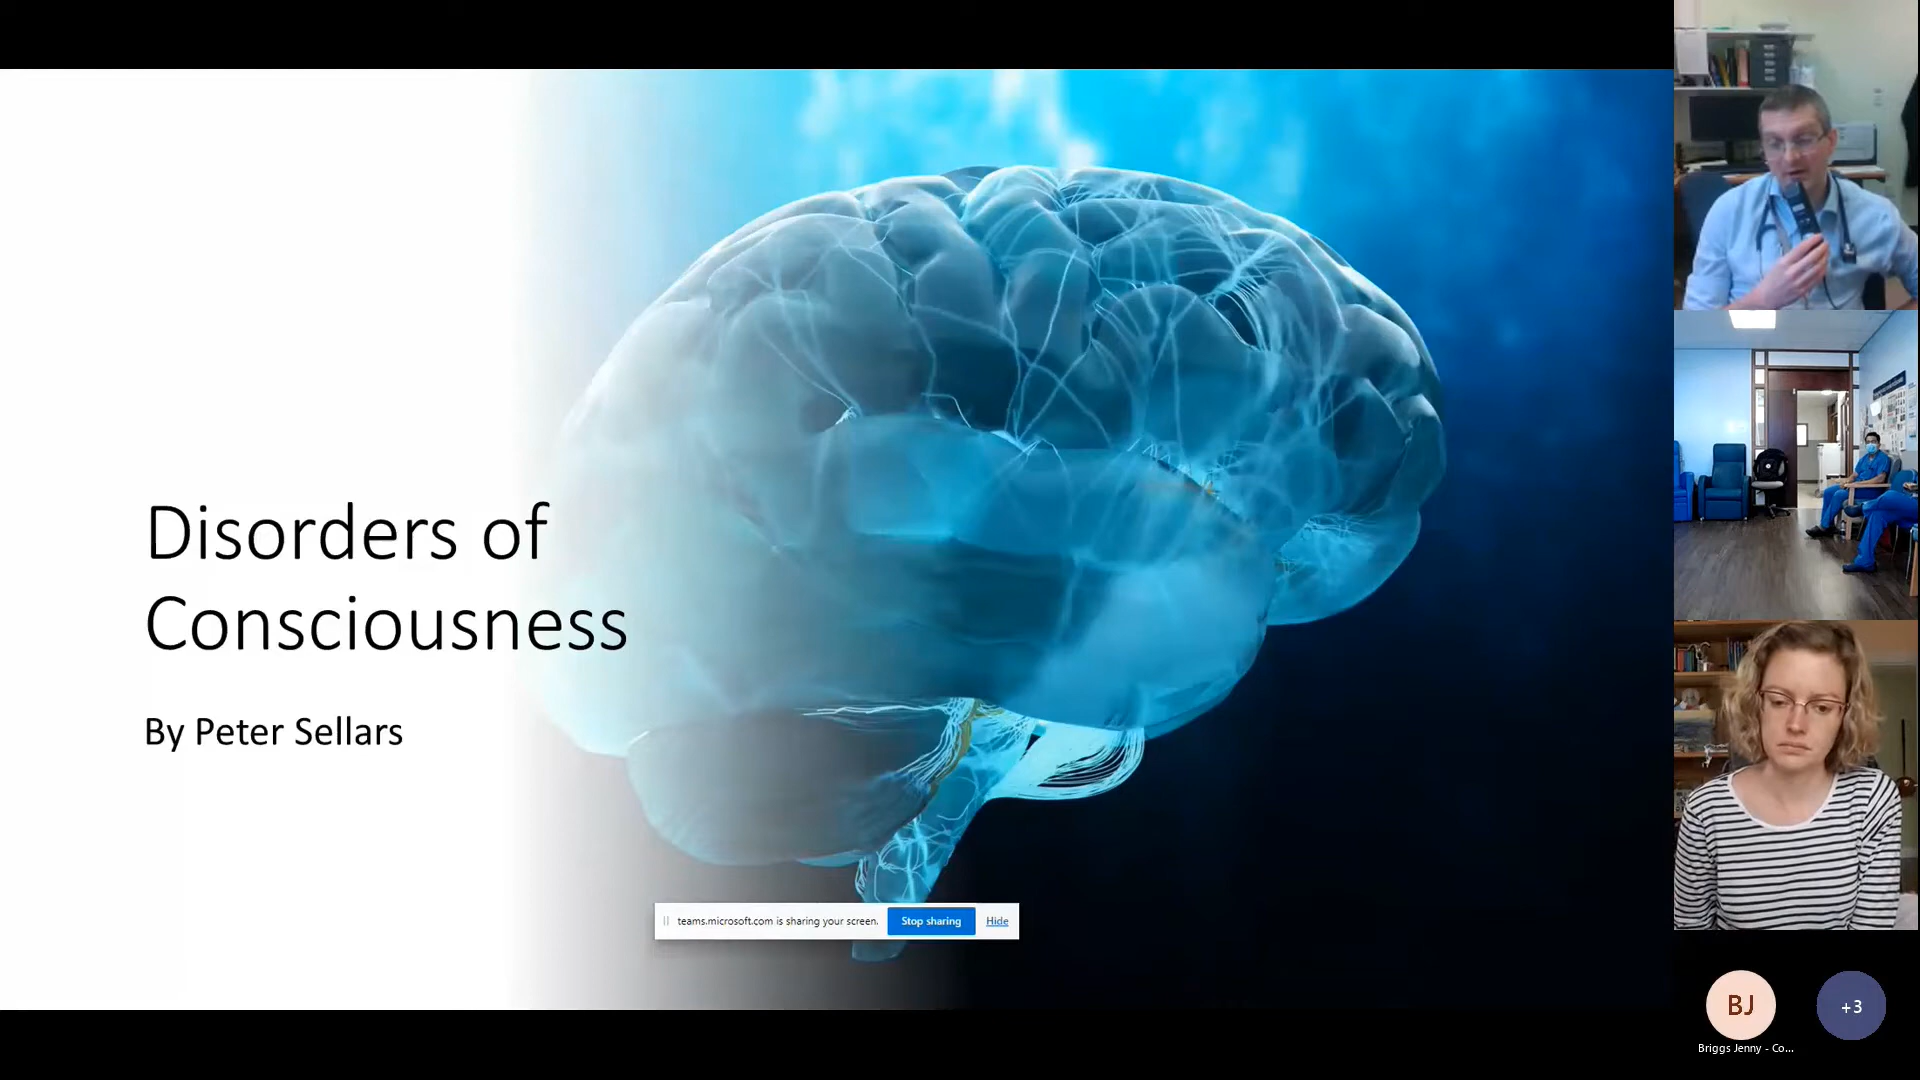 Disorders of
Consciousness
By Peter Sellars
teams.microsoft.com is sharing your screen. Stop sharing Hide
BJ
+3
Briggs Jenny - Co...